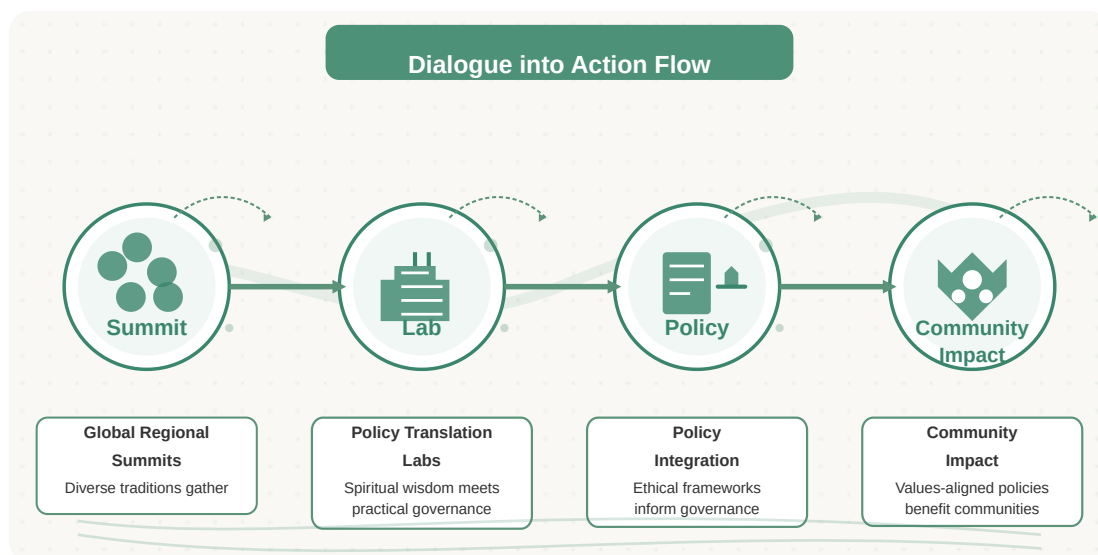 Dialogue into Action Flow
Summit
Lab
Policy
Community
Impact
Global Regional
Summits
Diverse traditions gather
Policy Translation
Labs
Spiritual wisdom meets
practical governance
Policy
Integration
Ethical frameworks
inform governance
Community
Impact
Values-aligned policies
benefit communities